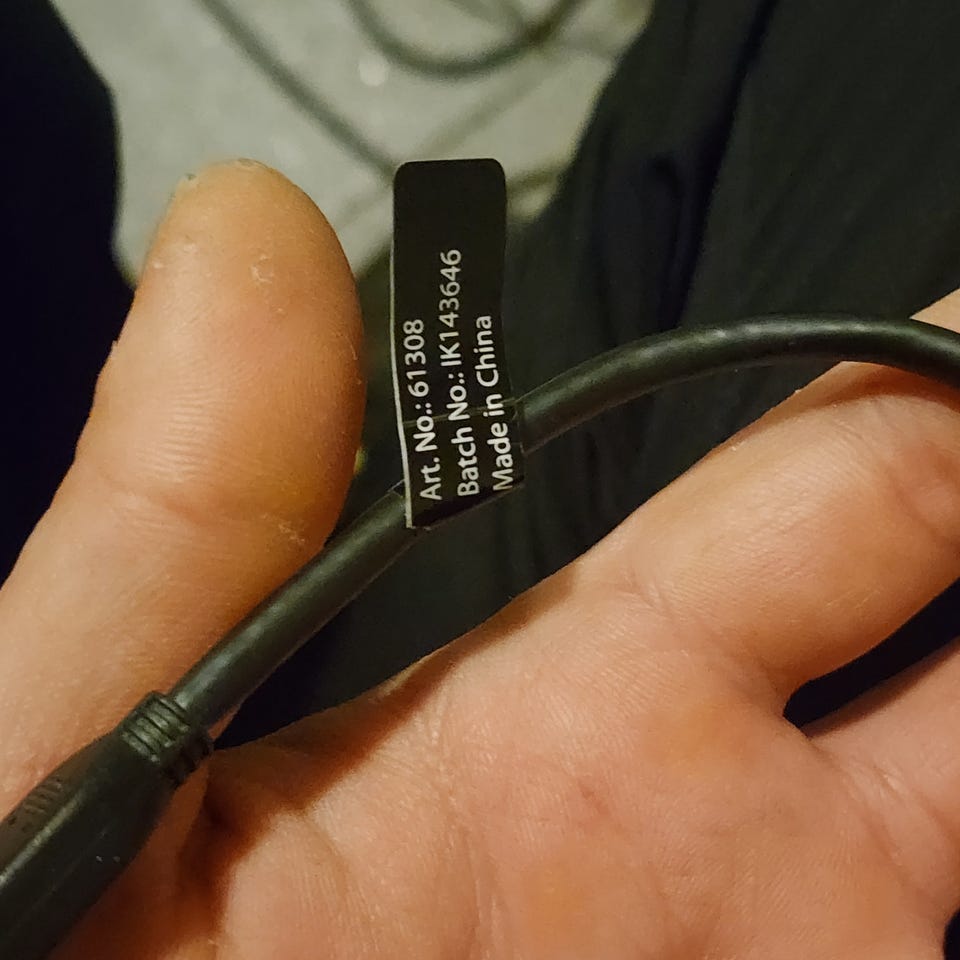 Art. No.: 61308
Batch No.: IK143646
Made in China